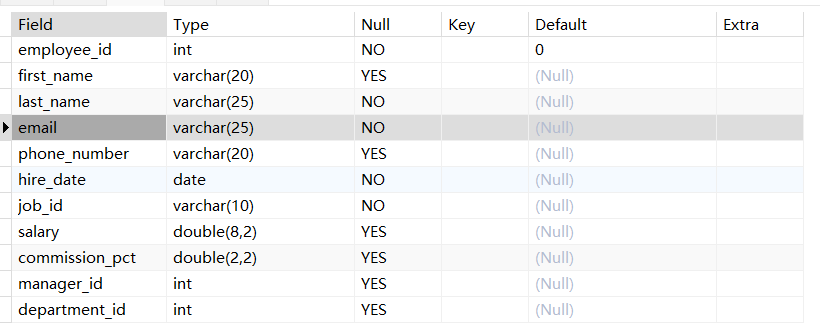 Field Type Null Key Default Extra
employee_id int NO 0
first_name varchar(20) YES (Null)
last_name varchar(25) NO (Null)
email varchar(25) NO (Null)
phone_number varchar(20) YES (Null)
hire_date date NO (Null)
job_id varchar(10) NO (Null)
salary double(8,2) YES (Null)
commission_pct double(2,2) YES (Null)
manager_id int YES (Null)
department_id int YES (Null)